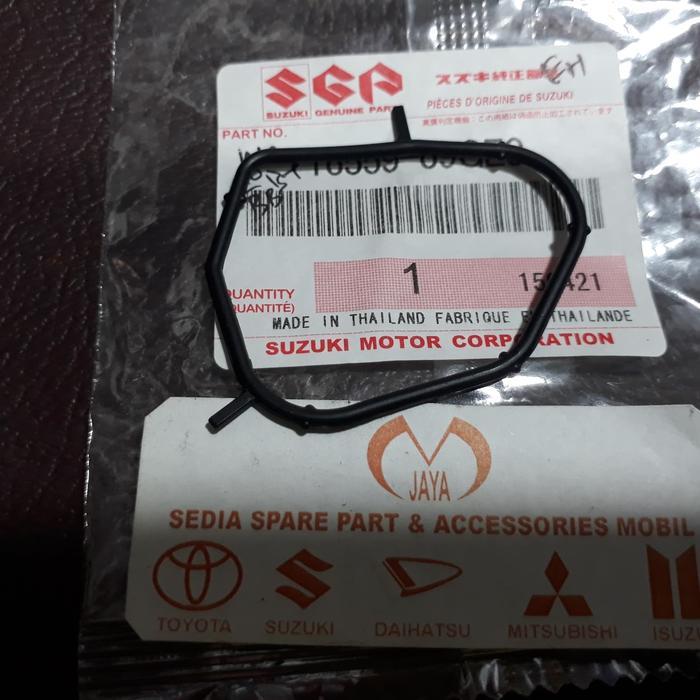 SGP
SUZUKI GENUINE PARTS
スズキ純正部品
PIÈCES D'ORIGINE DE SUZUKI
PART NO.
QUANTITY
(QUANTITÉ)
1
MADE IN THAILAND FABRIQUE EN THAILANDE
SUZUKI MOTOR CORPORATION
JAYA
SEDIA SPARE PART & ACCESSORIES MOBIL
TOYOTA SUZUKI DAIHATSU MITSUBISHI ISUZU